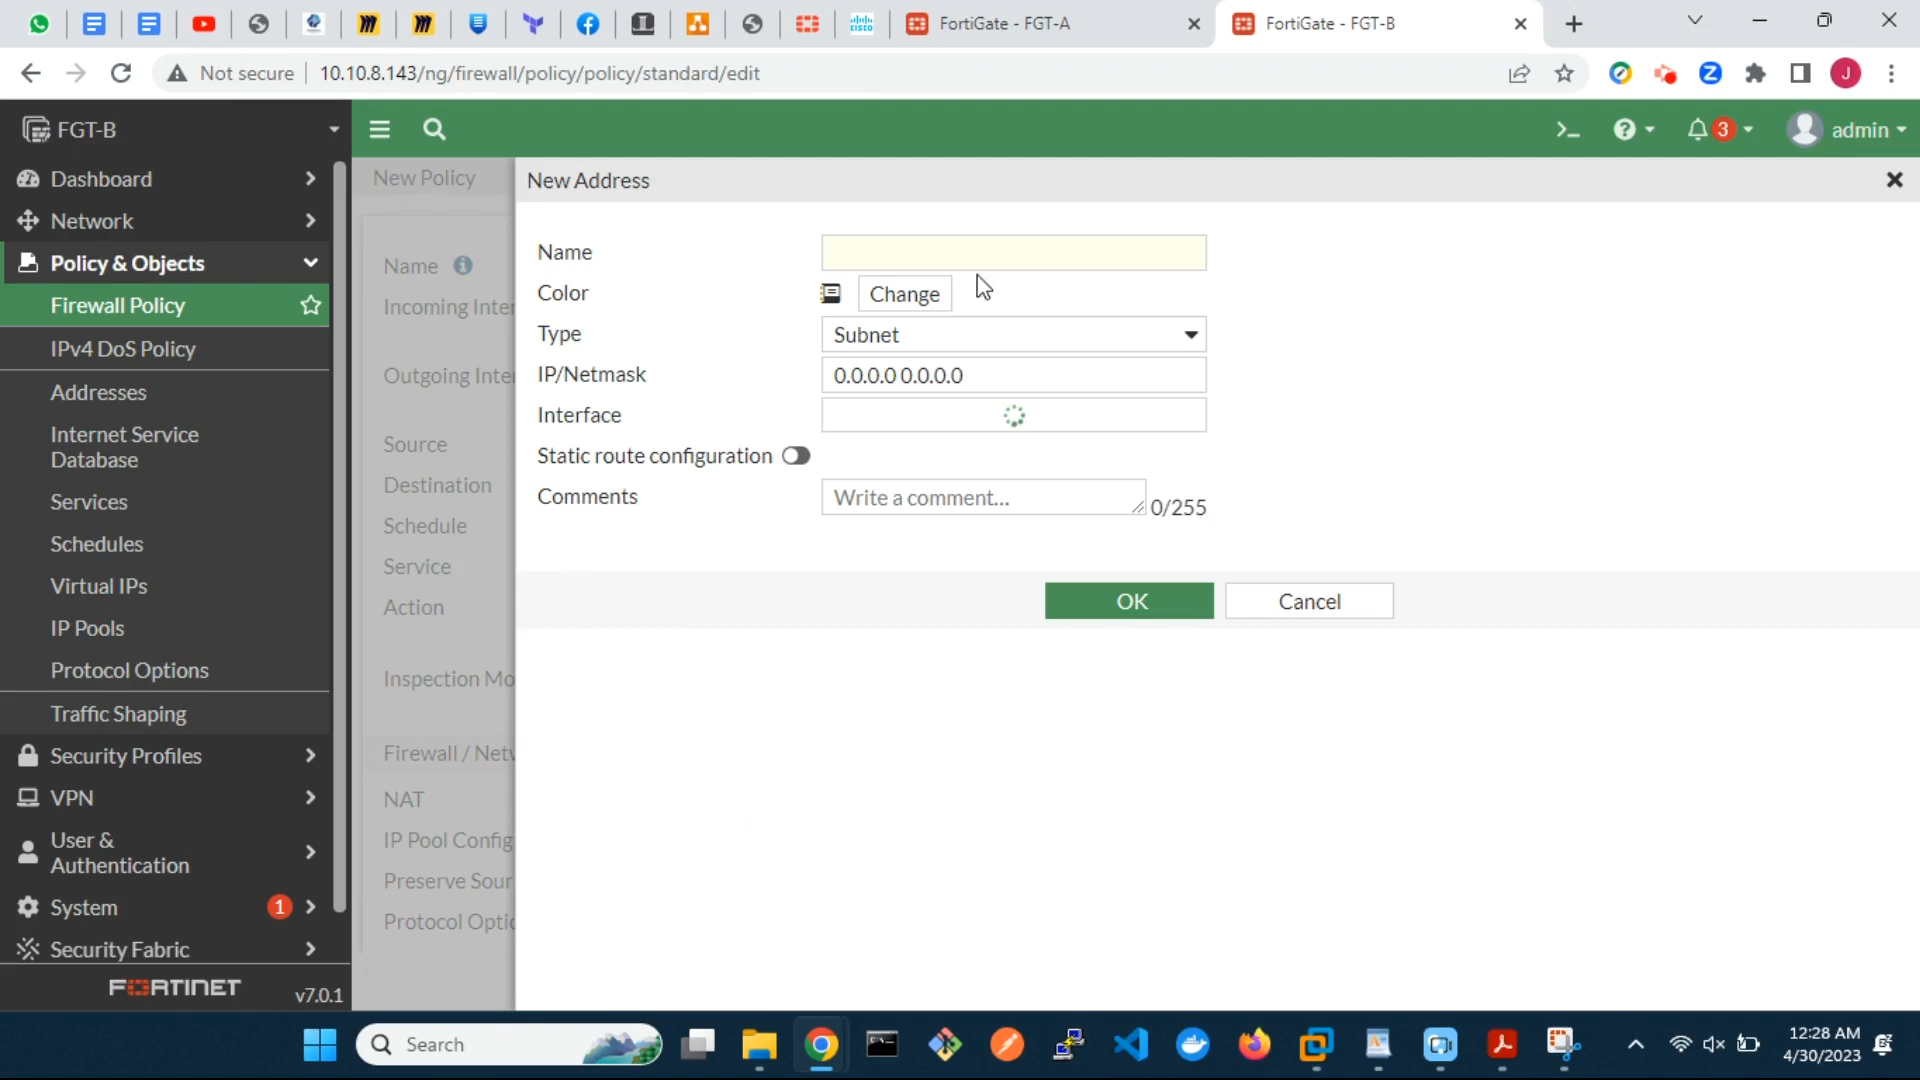 FortiGate - FGT-A
FortiGate - FGT-B
Not secure
10.10.8.143/ng/firewall/policy/policy/standard/edit
Z
J
FGT-B
3
admin
Dashboard
Network
Policy & Objects
Firewall Policy
IPv4 DoS Policy
Addresses
Internet Service
Database
Services
Schedules
Virtual IPs
IP Pools
Protocol Options
Traffic Shaping
Security Profiles
VPN
User &
Authentication
System
1
Security Fabric
FORTINET
v7.0.1
New Policy
Name
Incoming Inter
Outgoing Inter
Source
Destination
Schedule
Service
Action
Inspection Mo
Firewall / Netw
NAT
IP Pool Config
Preserve Sour
Protocol Optio
New Address
Name
Color
Change
Type
Subnet
IP/Netmask
0.0.0.0 0.0.0.0
Interface
Static route configuration
Comments
Write a comment...
0/255
OK
Cancel
Search
12:28 AM
4/30/2023